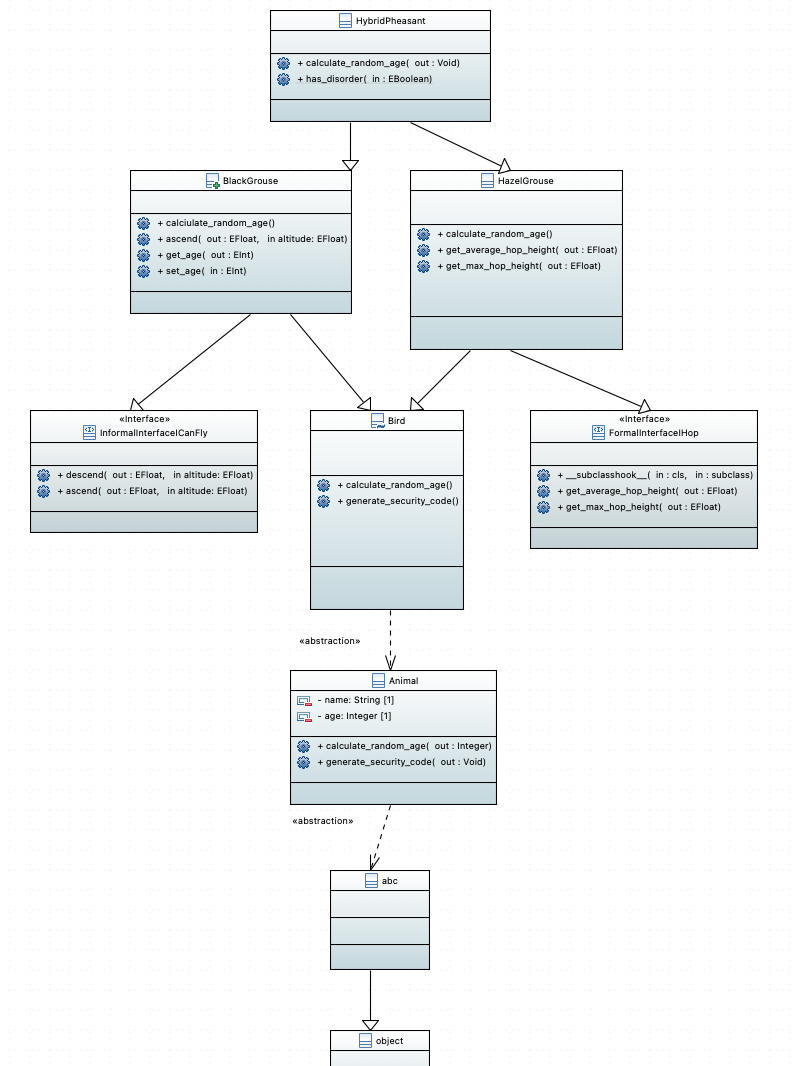 HybridPheasant
+ calculate_random_age( out : Void)
+ has_disorder( in : EBoolean)
BlackGrouse
+ calciulate_random_age()
+ ascend( out : EFloat, in altitude: EFloat)
+ get_age( out : EInt)
+ set_age( in : EInt)
HazelGrouse
+ calculate_random_age()
+ get_average_hop_height( out : EFloat)
+ get_max_hop_height( out : EFloat)
«Interface»
InformalInterfaceICanFly
+ descend( out : EFloat, in altitude: EFloat)
+ ascend( out : EFloat, in altitude: EFloat)
Bird
+ calculate_random_age()
+ generate_security_code()
«Interface»
FormalInterfaceIHop
+ __subclasshook__( in : cls, in : subclass)
+ get_average_hop_height( out : EFloat)
+ get_max_hop_height( out : EFloat)
«abstraction»
Animal
- name: String [1]
- age: Integer [1]
+ calculate_random_age( out : Integer)
+ generate_security_code( out : Void)
«abstraction»
abc
object